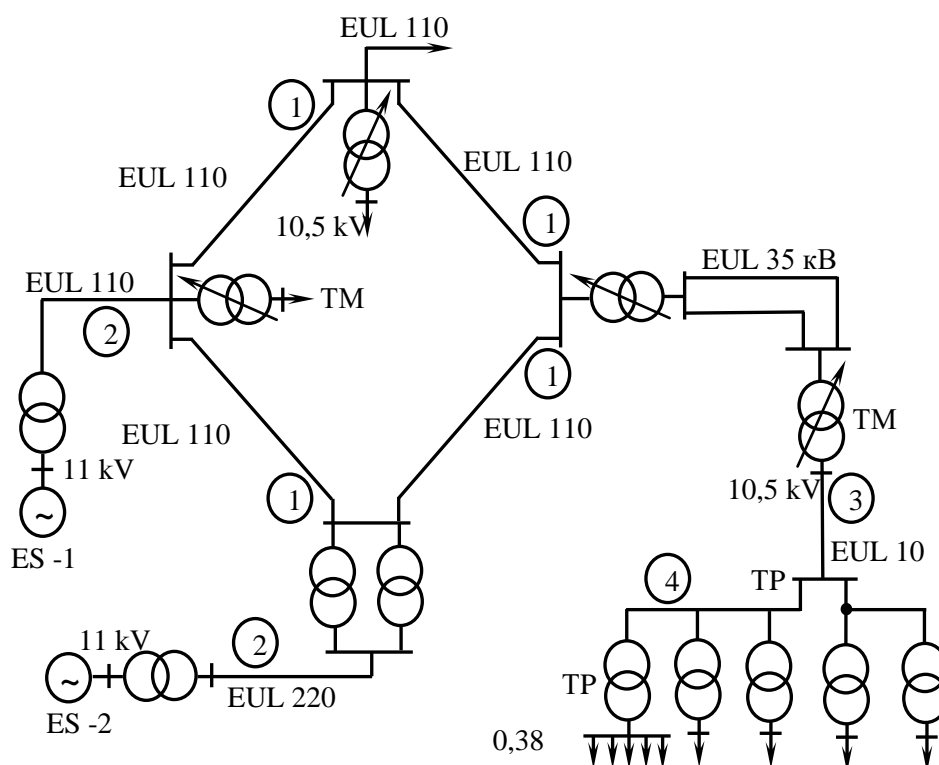 EUL 110
1
EUL 110
EUL 110
10,5 kV
1
EUL 110
TM
EUL 35 кВ
2
1
TM
EUL 110
EUL 110
11 kV
1
10,5 kV
3
~
ES -1
EUL 10
4
TP
11 kV
2
~
EUL 220
TP
ES -2
0,38